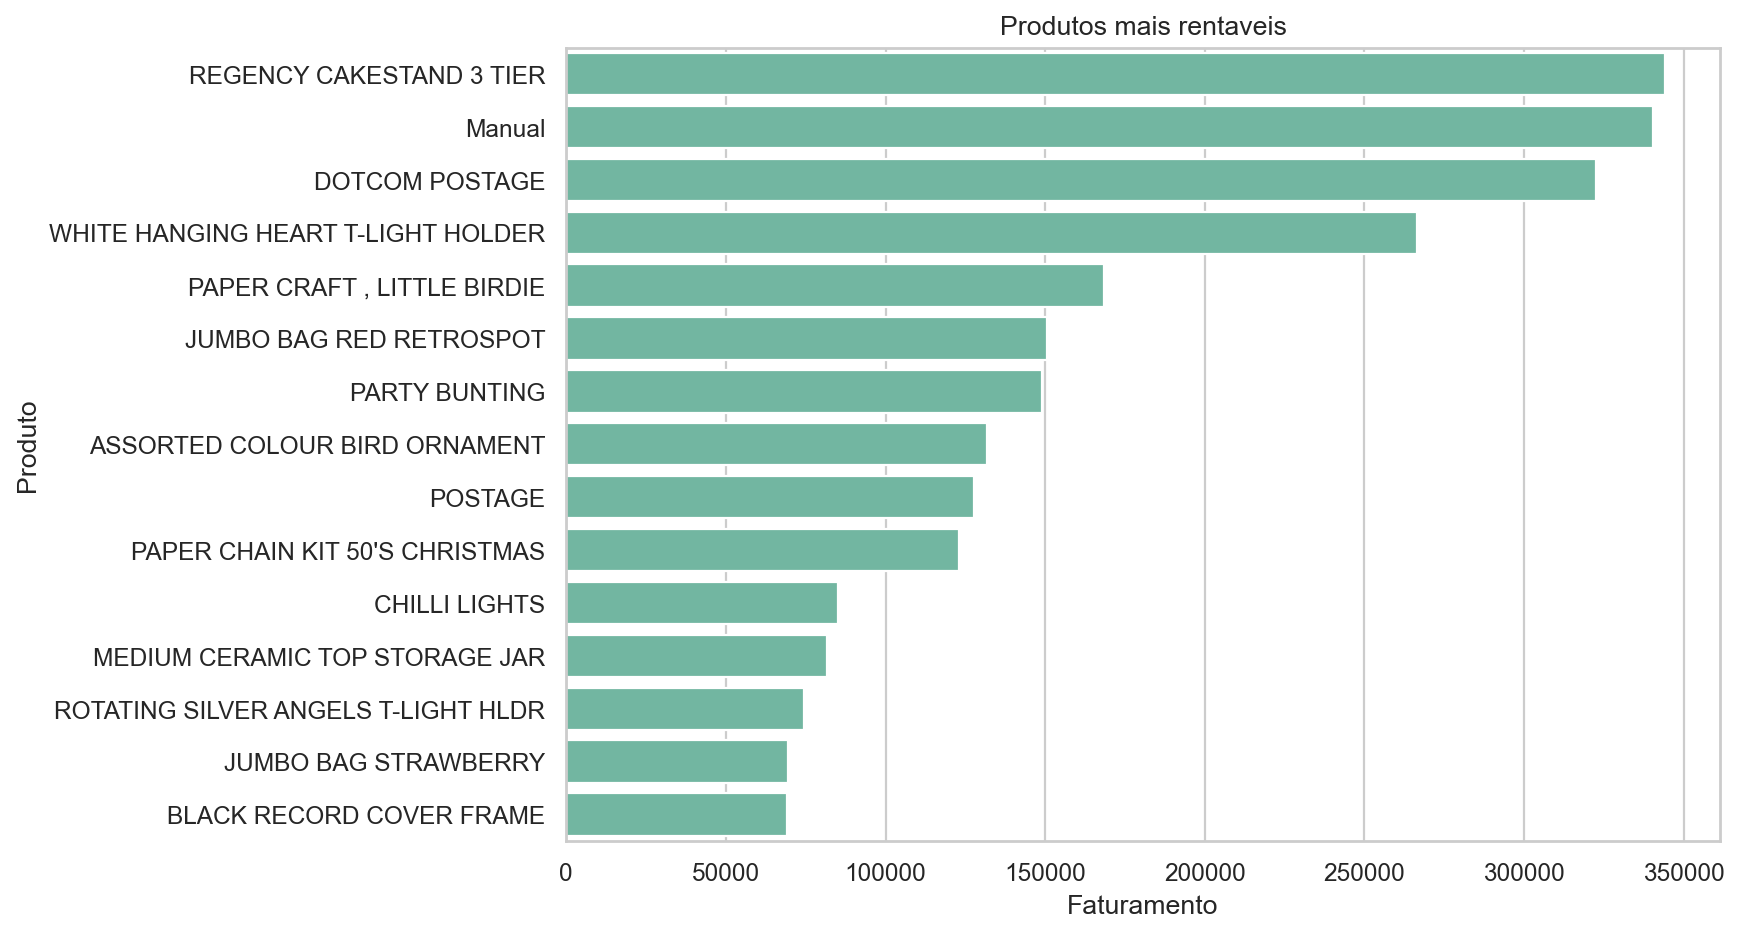 Produtos mais rentaveis
REGENCY CAKESTAND 3 TIER
Manual
DOTCOM POSTAGE
WHITE HANGING HEART T-LIGHT HOLDER
PAPER CRAFT , LITTLE BIRDIE
JUMBO BAG RED RETROSPOT
PARTY BUNTING
ASSORTED COLOUR BIRD ORNAMENT
POSTAGE
PAPER CHAIN KIT 50'S CHRISTMAS
CHILLI LIGHTS
MEDIUM CERAMIC TOP STORAGE JAR
ROTATING SILVER ANGELS T-LIGHT HLDR
JUMBO BAG STRAWBERRY
BLACK RECORD COVER FRAME
Produto
0 50000 100000 150000 200000 250000 300000 350000
Faturamento